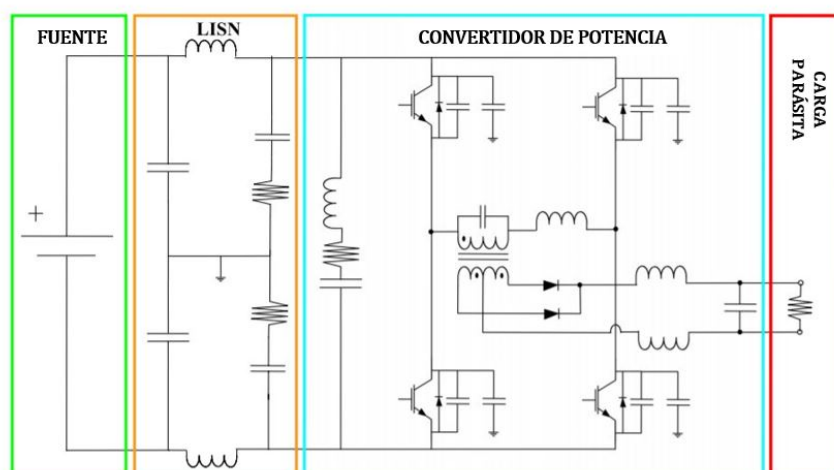 FUENTE
LISN
CONVERTIDOR DE POTENCIA
CARGA
PARÁSITA
+